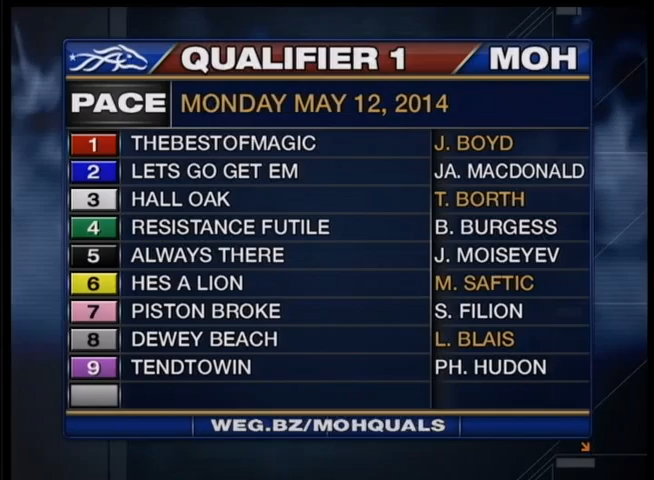 QUALIFIER 1 MOH
PACE MONDAY MAY 12, 2014
1 THEBESTOFMAGIC J. BOYD
2 LETS GO GET EM JA. MACDONALD
3 HALL OAK T. BORTH
4 RESISTANCE FUTILE B. BURGESS
5 ALWAYS THERE J. MOISEYEV
6 HES A LION M. SAFTIC
7 PISTON BROKE S. FILION
8 DEWEY BEACH L. BLAIS
9 TENDTOWIN PH. HUDON
WEG.BZ/MOHQUALS